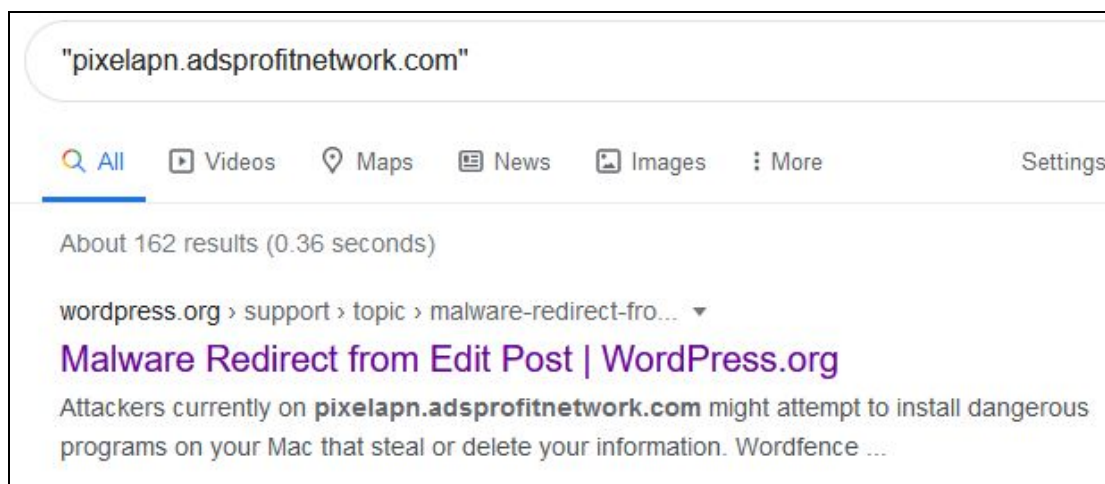 "pixelapn.adsprofitnetwork.com"
All Videos Maps News Images More Settings
About 162 results (0.36 seconds)
wordpress.org › support › topic › malware-redirect-fro...
Malware Redirect from Edit Post | WordPress.org
Attackers currently on pixelapn.adsprofitnetwork.com might attempt to install dangerous
programs on your Mac that steal or delete your information. Wordfence ...